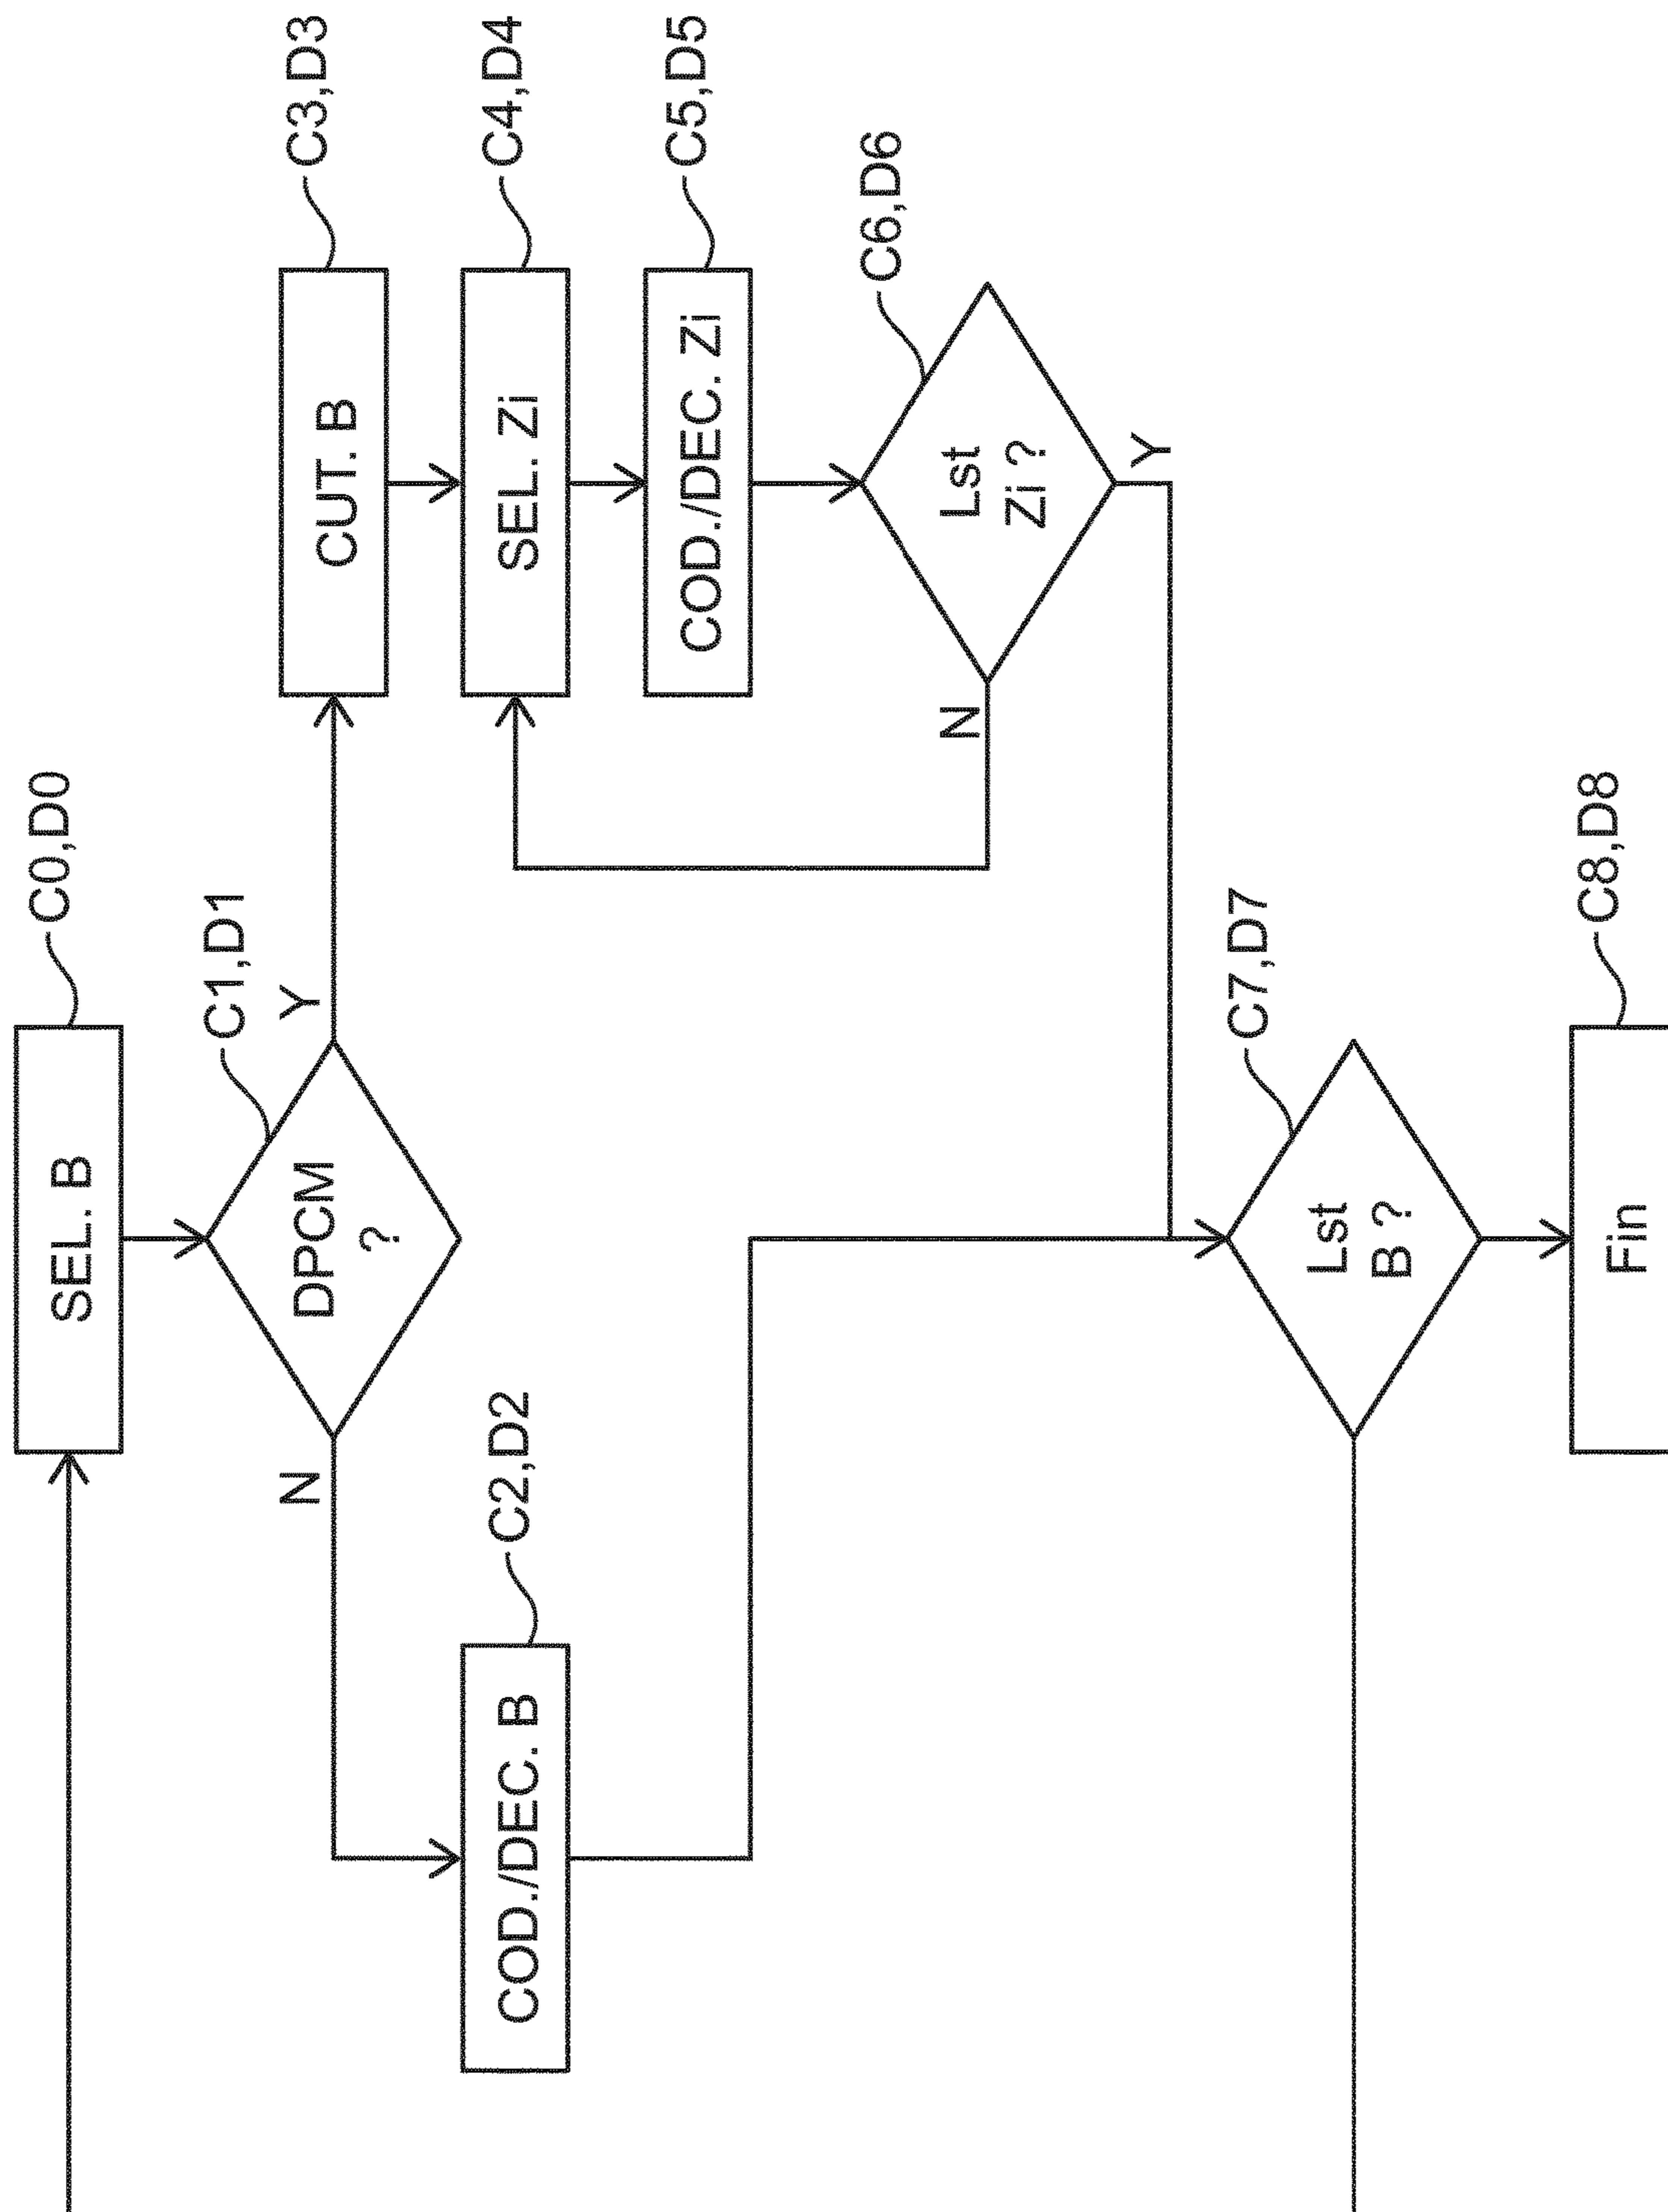 SEL. B
C0,D0
DPCM
?
C1,D1
N
Y
COD./DEC. B
C2,D2
CUT. B
C3,D3
SEL. Zi
C4,D4
COD./DEC. Zi
C5,D5
Lst
Zi ?
C6,D6
N
Y
Lst
B ?
C7,D7
Fin
C8,D8